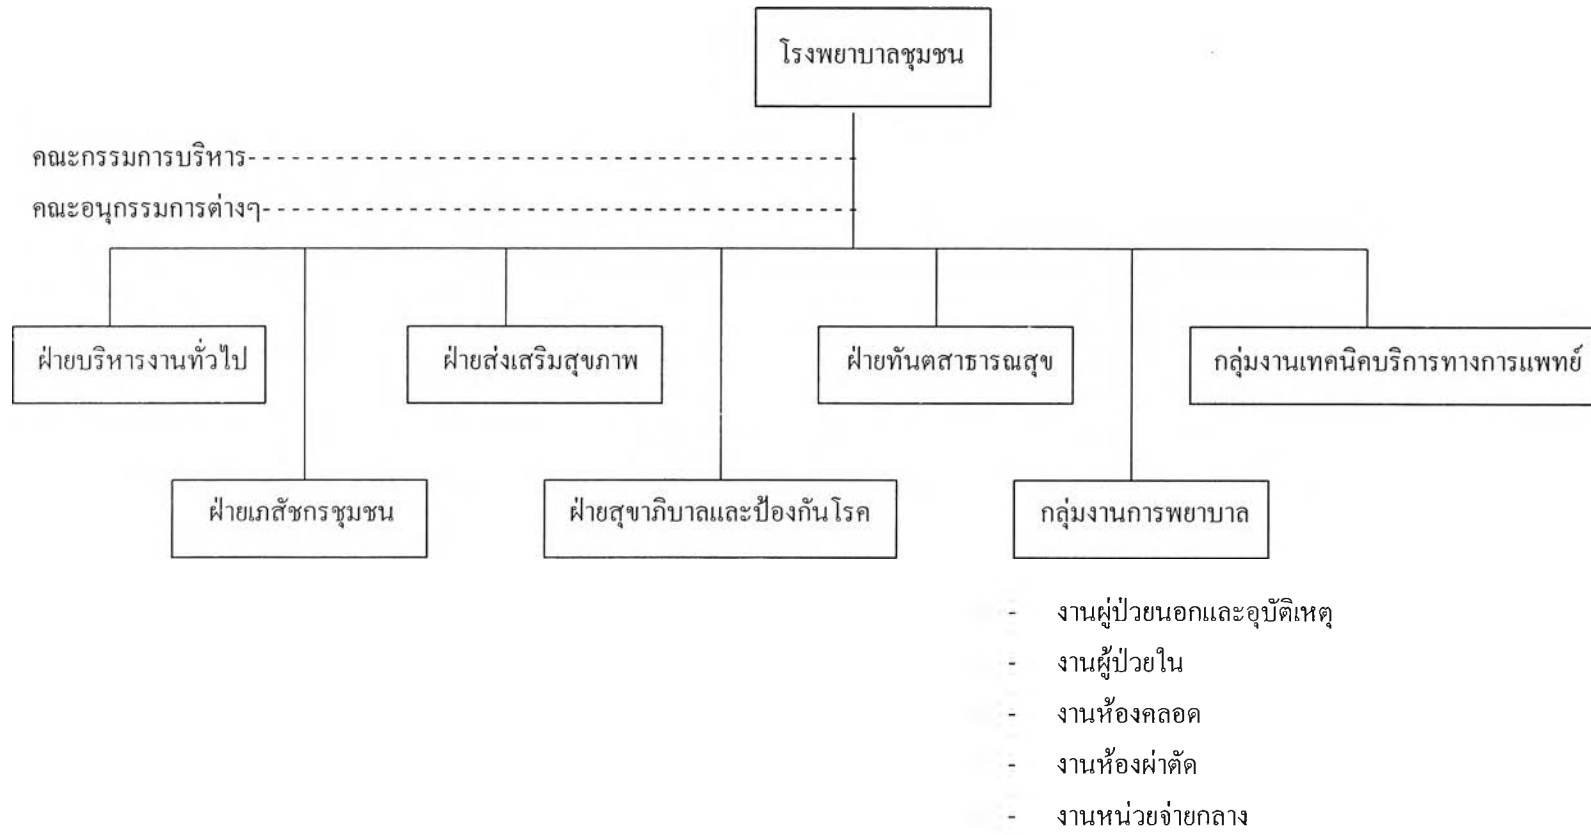 โรงพยาบาลชุมชน
คณะกรรมการบริหาร
คณะอนุกรรมการต่างๆ
ฝ่ายบริหารงานทั่วไป
ฝ่ายส่งเสริมสุขภาพ
ฝ่ายทันตสาธารณสุข
กลุ่มงานเทคนิคบริการทางการแพทย์
ฝ่ายเภสัชกรชุมชน
ฝ่ายสุขาภิบาลและป้องกันโรค
กลุ่มงานการพยาบาล
- งานผู่ป่วยนอกและอุบัติเหตุ
- งานผู้ป่วยใน
- งานห้องคลอด
- งานห้องผ่าตัด
- งานหน่วยจ่ายกลาง